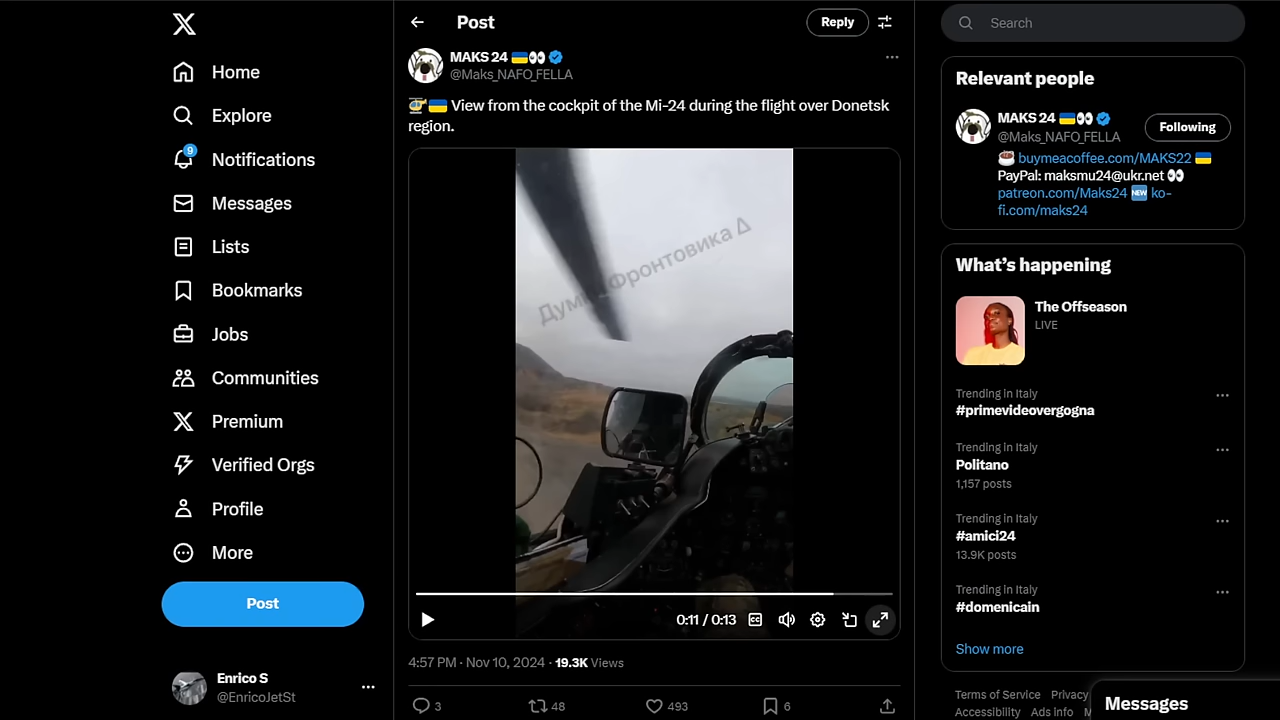 Home
Explore
9
Notifications
Messages
Lists
Bookmarks
Jobs
Communities
Premium
Verified Orgs
Profile
More
Post
Enrico S
@EnricoJetSt
Post
Reply
MAKS 24 🇺🇦👀
@Maks_NAFO_FELLA
🚁🇺🇦 View from the cockpit of the Mi-24 during the flight over Donetsk
region.
Фронтовика Δ
0:11 / 0:13
4:57 PM · Nov 10, 2024 · 19.3K Views
3
48
493
6
Search
Relevant people
MAKS 24 🇺🇦👀
Following
@Maks_NAFO_FELLA
☕ buymeacoffee.com/MAKS22 🇺🇦
PayPal: maksmu24@ukr.net 👀
patreon.com/Maks24 🆕 ko-
fi.com/maks24
What's happening
The Offseason
LIVE
Trending in Italy
#primevideovergogna
Trending in Italy
Politano
1,157 posts
Trending in Italy
#amici24
13.9K posts
Trending in Italy
#domenicain
Show more
Terms of Service Privacy
Accessibility Ads info
Messages